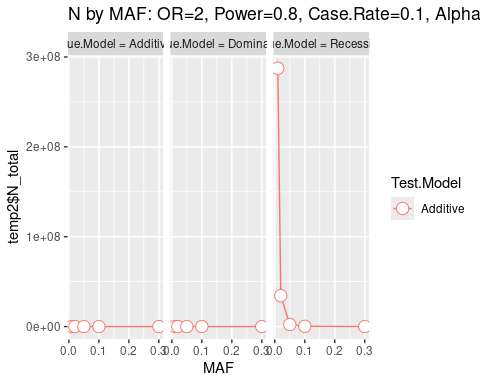 N by MAF: OR=2, Power=0.8, Case.Rate=0.1, Alpha
ue.Model = Additiv ue.Model = Domina ue.Model = Recess
3e+08
2e+08
1e+08
0e+00
temp2$N_total
0.0 0.1 0.2 0.3 0.0 0.1 0.2 0.3 0.0 0.1 0.2 0.3
MAF
Test.Model
Additive